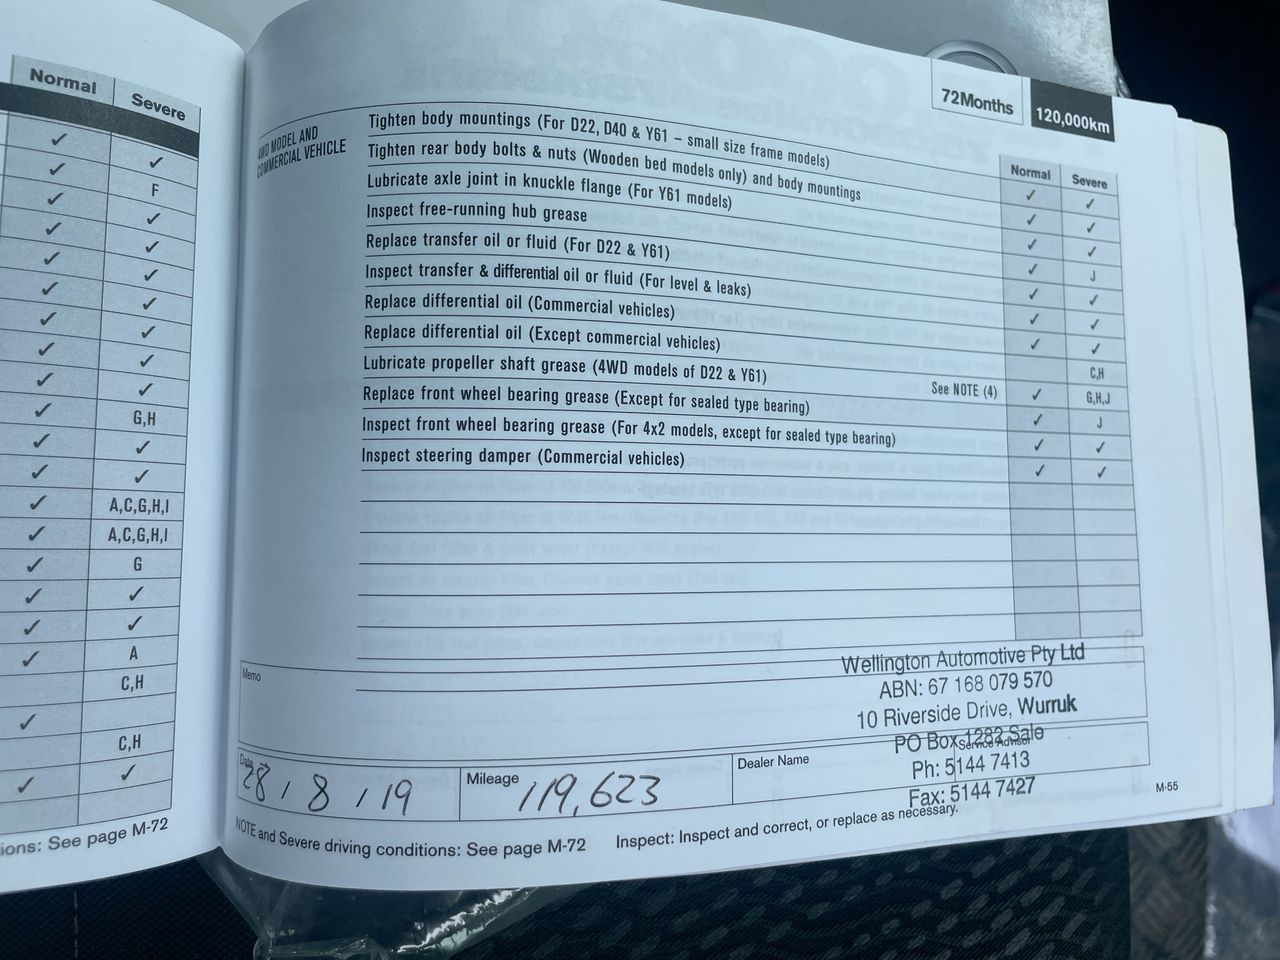 Normal Severe
✓ ✓
✓ F
✓ ✓
✓ ✓
✓ ✓
✓ ✓
✓ ✓
✓ ✓
✓ ✓
✓ G,H
✓ ✓
✓ ✓
✓ A,C,G,H,I
✓ A,C,G,H,I
✓ G
✓ ✓
✓ ✓
✓ A
C,H
✓
C,H
✓ ✓
ions: See page M-72
72Months 120,000km
Normal Severe
4WD MODEL AND
COMMERCIAL VEHICLE
Tighten body mountings (For D22, D40 & Y61 – small size frame models) ✓ ✓
Tighten rear body bolts & nuts (Wooden bed models only) and body mountings ✓ ✓
Lubricate axle joint in knuckle flange (For Y61 models) ✓ ✓
Inspect free-running hub grease ✓ J
Replace transfer oil or fluid (For D22 & Y61) ✓ ✓
Inspect transfer & differential oil or fluid (For level & leaks) ✓ ✓
Replace differential oil (Commercial vehicles) ✓ ✓
Replace differential oil (Except commercial vehicles) C,H
Lubricate propeller shaft grease (4WD models of D22 & Y61) See NOTE (4) ✓ G,H,J
Replace front wheel bearing grease (Except for sealed type bearing) ✓ J
Inspect front wheel bearing grease (For 4x2 models, except for sealed type bearing) ✓ ✓
Inspect steering damper (Commercial vehicles) ✓ ✓
Memo
Wellington Automotive Pty Ltd
ABN: 67 168 079 570
10 Riverside Drive, Wurruk
PO Box 1282 Sale
Ph: 5144 7413
Fax: 5144 7427
Date 28 / 8 / 19 Mileage 119,623 Dealer Name Service Advisor
M-55
NOTE and Severe driving conditions: See page M-72 Inspect: Inspect and correct, or replace as necessary.